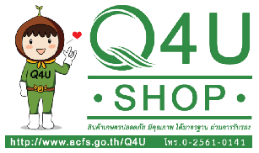 Q4U
Q4U
• SHOP •
สินค้าเกษตรปลอดภัย มีคุณภาพ ได้มาตรฐาน ผ่านการรับรอง
http://www.acfs.go.th/Q4U โทร.0-2561-0141